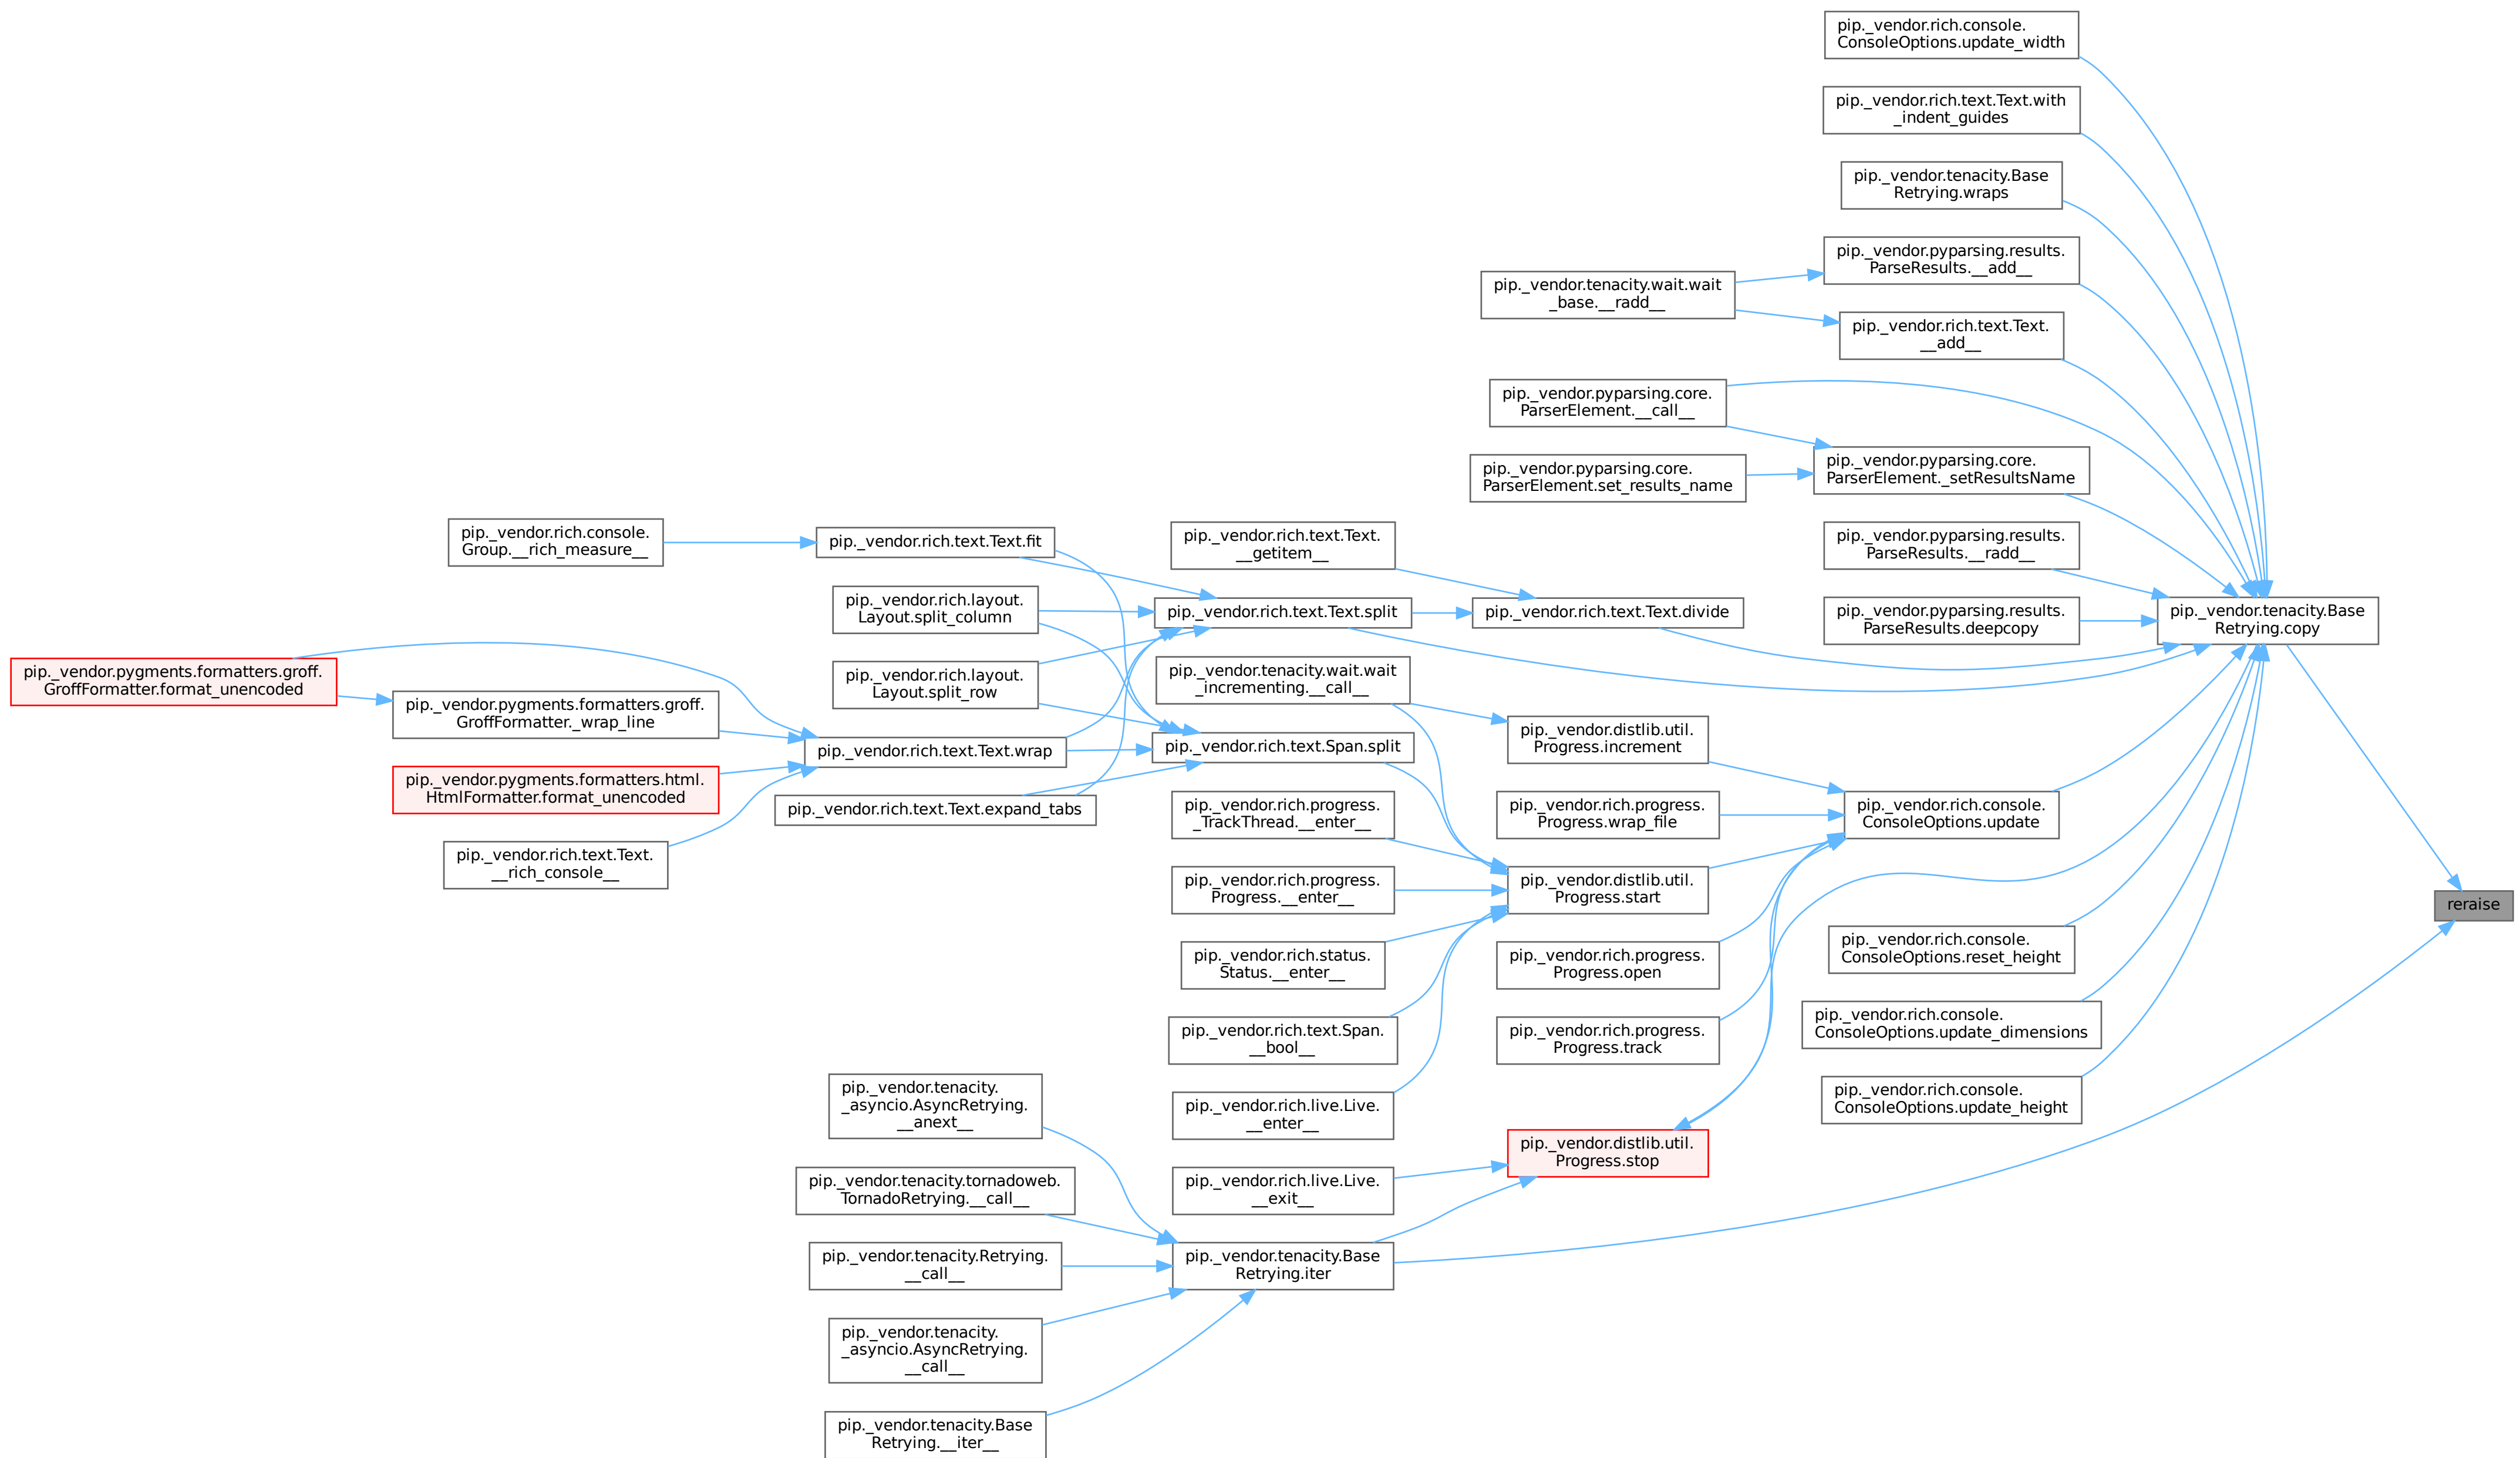 pip._vendor.rich.console.
ConsoleOptions.update_width
pip._vendor.rich.text.Text.with
_indent_guides
pip._vendor.tenacity.Base
Retrying.wraps
pip._vendor.pyparsing.results.
ParseResults.__add__
pip._vendor.tenacity.wait.wait
_base.__radd__
pip._vendor.rich.text.Text.
__add__
pip._vendor.pyparsing.core.
ParserElement.__call__
pip._vendor.pyparsing.core.
ParserElement._setResultsName
pip._vendor.pyparsing.core.
ParserElement.set_results_name
pip._vendor.rich.console.
Group.__rich_measure__
pip._vendor.rich.text.Text.fit
pip._vendor.rich.text.Text.
__getitem__
pip._vendor.pyparsing.results.
ParseResults.__radd__
pip._vendor.rich.layout.
Layout.split_column
pip._vendor.rich.text.Text.split
pip._vendor.rich.text.Text.divide
pip._vendor.pyparsing.results.
ParseResults.deepcopy
pip._vendor.tenacity.Base
Retrying.copy
pip._vendor.pygments.formatters.groff.
GroffFormatter.format_unencoded
pip._vendor.pygments.formatters.groff.
GroffFormatter._wrap_line
pip._vendor.rich.layout.
Layout.split_row
pip._vendor.tenacity.wait.wait
_incrementing.__call__
pip._vendor.distlib.util.
Progress.increment
pip._vendor.rich.text.Text.wrap
pip._vendor.rich.text.Span.split
pip._vendor.pygments.formatters.html.
HtmlFormatter.format_unencoded
pip._vendor.rich.text.Text.expand_tabs
pip._vendor.rich.progress.
_TrackThread.__enter__
pip._vendor.rich.progress.
Progress.wrap_file
pip._vendor.rich.console.
ConsoleOptions.update
pip._vendor.rich.text.Text.
__rich_console__
pip._vendor.rich.progress.
Progress.__enter__
pip._vendor.distlib.util.
Progress.start
reraise
pip._vendor.rich.status.
Status.__enter__
pip._vendor.rich.progress.
Progress.open
pip._vendor.rich.console.
ConsoleOptions.reset_height
pip._vendor.rich.text.Span.
__bool__
pip._vendor.rich.progress.
Progress.track
pip._vendor.rich.console.
ConsoleOptions.update_dimensions
pip._vendor.tenacity.
_asyncio.AsyncRetrying.
__anext__
pip._vendor.rich.live.Live.
__enter__
pip._vendor.rich.console.
ConsoleOptions.update_height
pip._vendor.distlib.util.
Progress.stop
pip._vendor.tenacity.tornadoweb.
TornadoRetrying.__call__
pip._vendor.rich.live.Live.
__exit__
pip._vendor.tenacity.Retrying.
__call__
pip._vendor.tenacity.Base
Retrying.iter
pip._vendor.tenacity.
_asyncio.AsyncRetrying.
__call__
pip._vendor.tenacity.Base
Retrying.__iter__